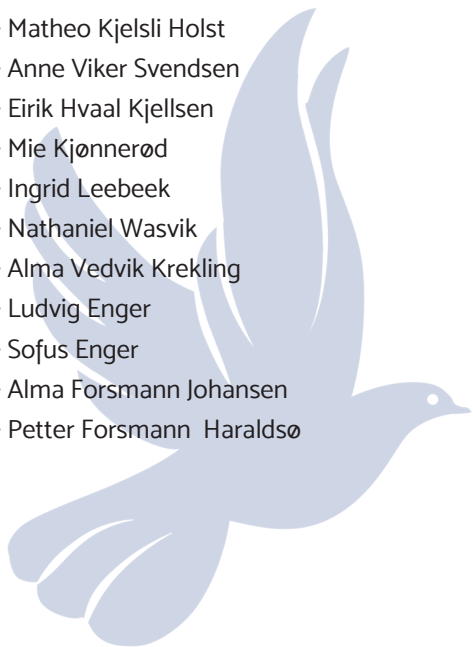 Matheo Kjelsli Holst
Anne Viker Svendsen
Eirik Hvaal Kjellsen
Mie Kjønnerød
Ingrid Leebeek
Nathaniel Wasvik
Alma Vedvik Krekling
Ludvig Enger
Sofus Enger
Alma Forsmann Johansen
Petter Forsmann  Haraldsø